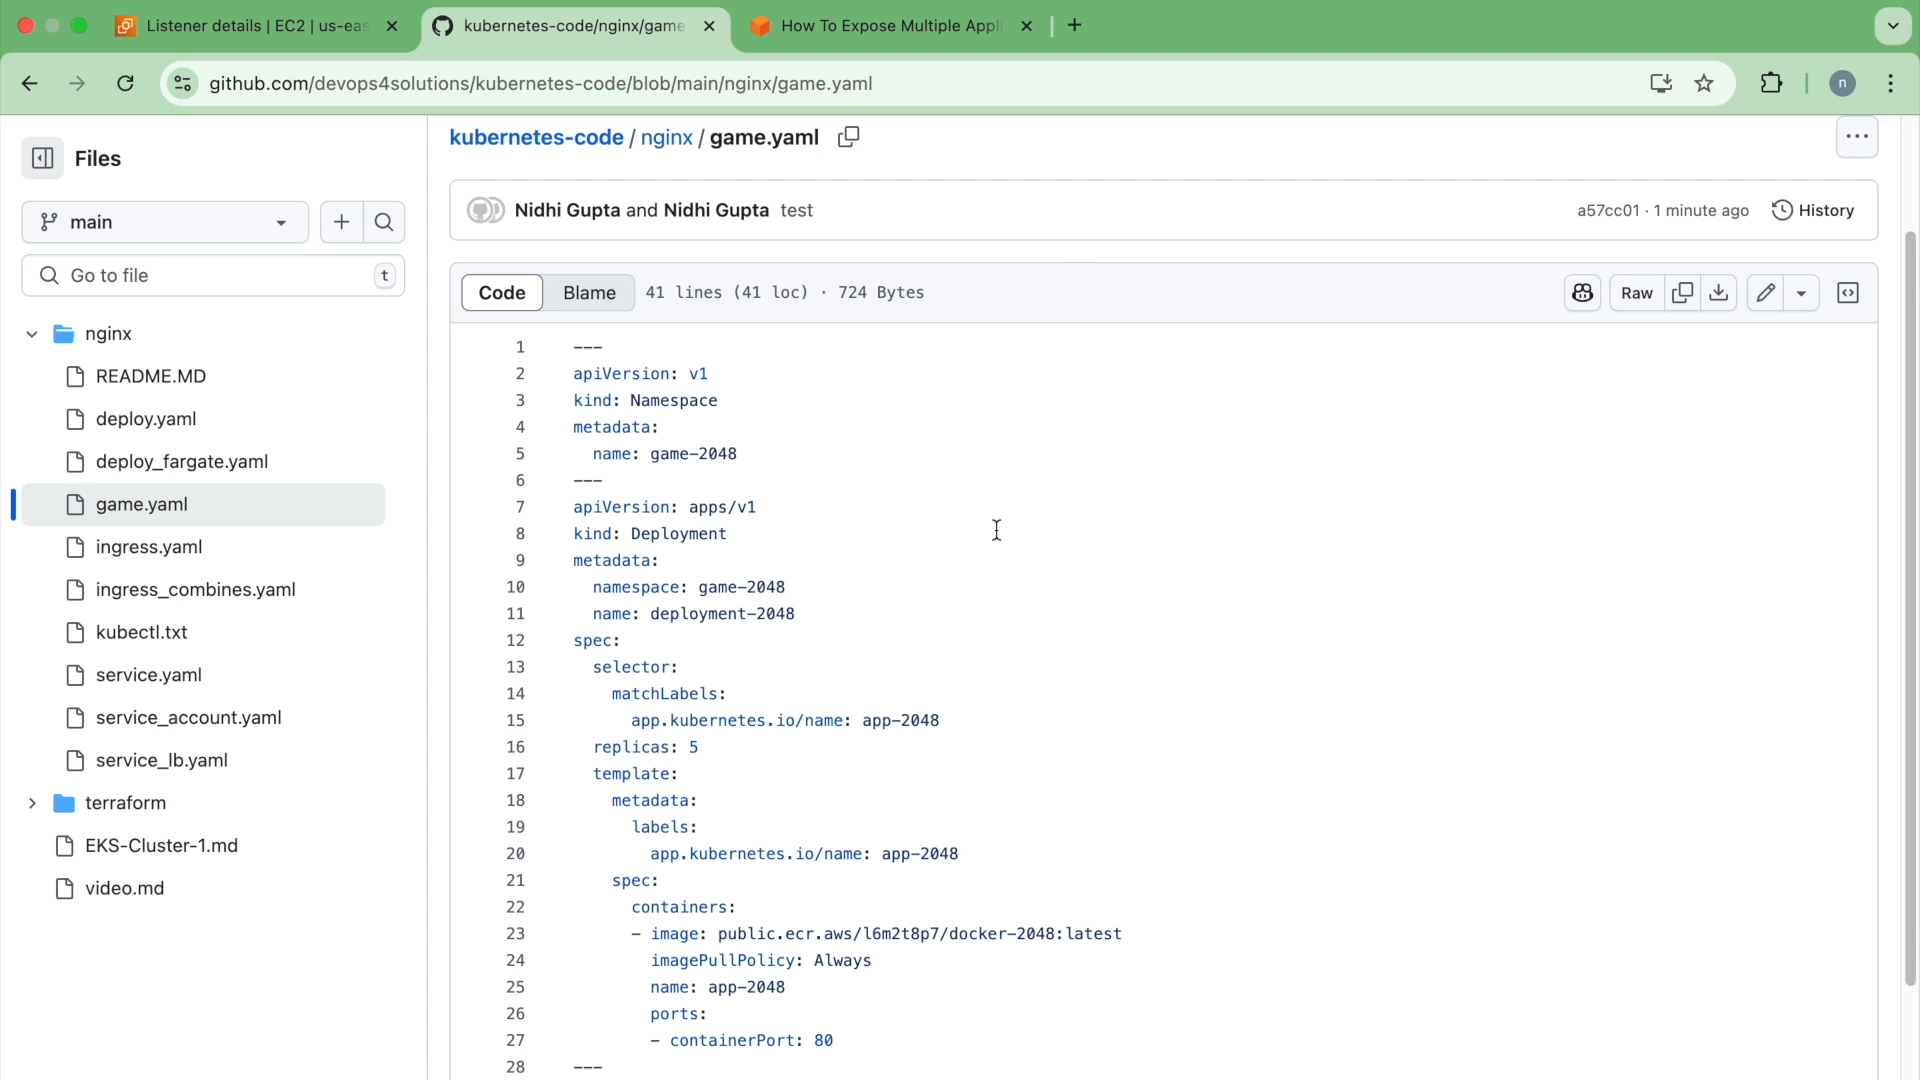 Listener details | EC2 | us-eas
kubernetes-code/nginx/game
How To Expose Multiple Appli
github.com/devops4solutions/kubernetes-code/blob/main/nginx/game.yaml
n
Files
main
Go to file
t
nginx
README.MD
deploy.yaml
deploy_fargate.yaml
game.yaml
ingress.yaml
ingress_combines.yaml
kubectl.txt
service.yaml
service_account.yaml
service_lb.yaml
terraform
EKS-Cluster-1.md
video.md
kubernetes-code / nginx / game.yaml
Nidhi Gupta and Nidhi Gupta test
a57cc01 · 1 minute ago
History
Code
Blame
41 lines (41 loc) · 724 Bytes
Raw
1 ---
2 apiVersion: v1
3 kind: Namespace
4 metadata:
5 name: game-2048
6 ---
7 apiVersion: apps/v1
8 kind: Deployment
9 metadata:
10 namespace: game-2048
11 name: deployment-2048
12 spec:
13 selector:
14 matchLabels:
15 app.kubernetes.io/name: app-2048
16 replicas: 5
17 template:
18 metadata:
19 labels:
20 app.kubernetes.io/name: app-2048
21 spec:
22 containers:
23 - image: public.ecr.aws/l6m2t8p7/docker-2048:latest
24 imagePullPolicy: Always
25 name: app-2048
26 ports:
27 - containerPort: 80
28 ---